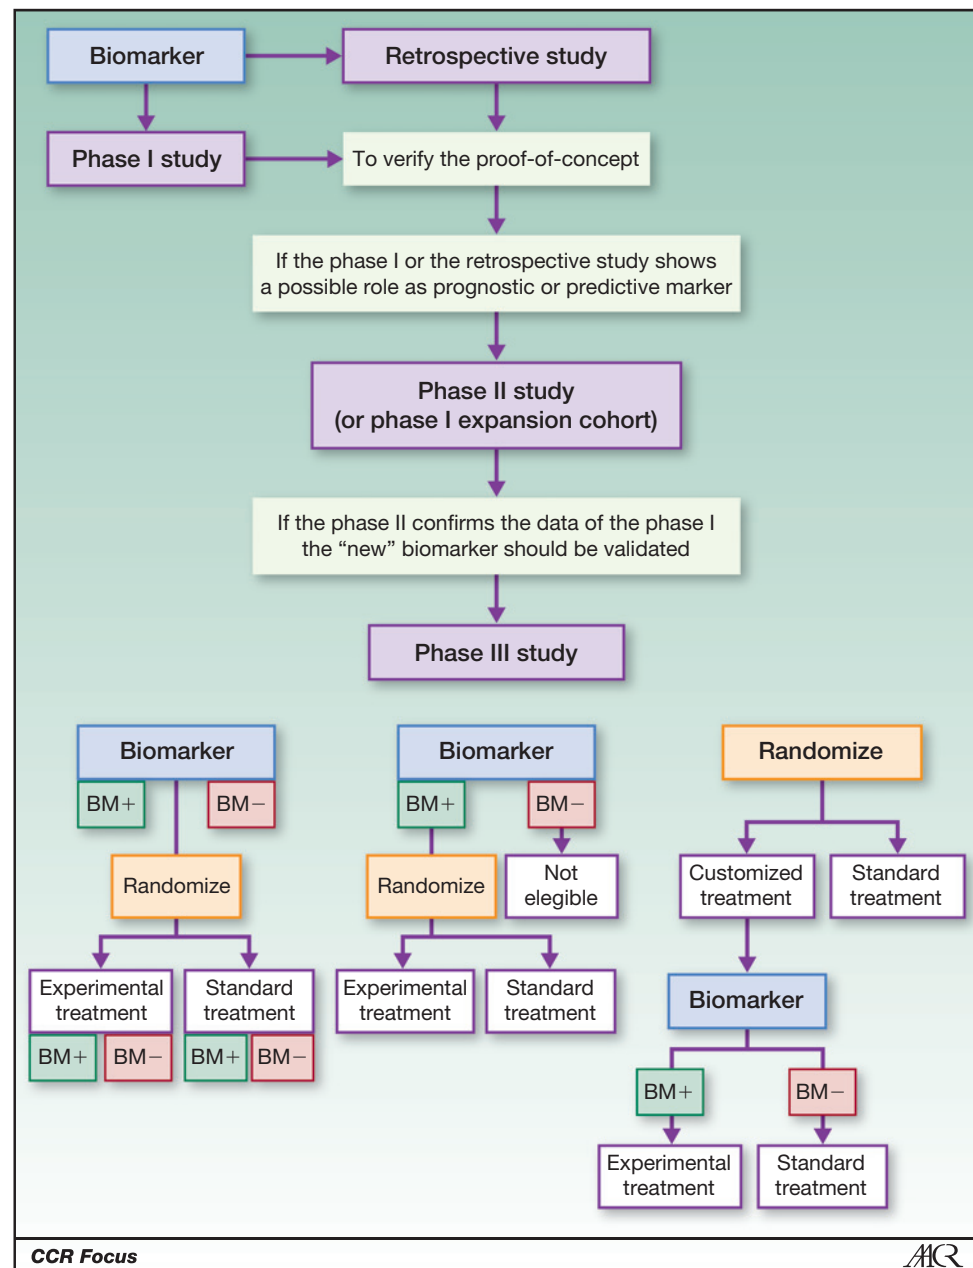 Biomarker
Retrospective study
Phase I study
To verify the proof-of-concept
If the phase I or the retrospective study shows
a possible role as prognostic or predictive marker
Phase II study
(or phase I expansion cohort)
If the phase II confirms the data of the phase I
the “new” biomarker should be validated
Phase III study
Biomarker
BM+
BM−
Randomize
Experimental
treatment
Standard
treatment
BM+
BM−
BM+
BM−
Biomarker
BM+
BM−
Randomize
Not
elegible
Experimental
treatment
Standard
treatment
Randomize
Customized
treatment
Standard
treatment
Biomarker
BM+
BM−
Experimental
treatment
Standard
treatment
CCR Focus
AACR